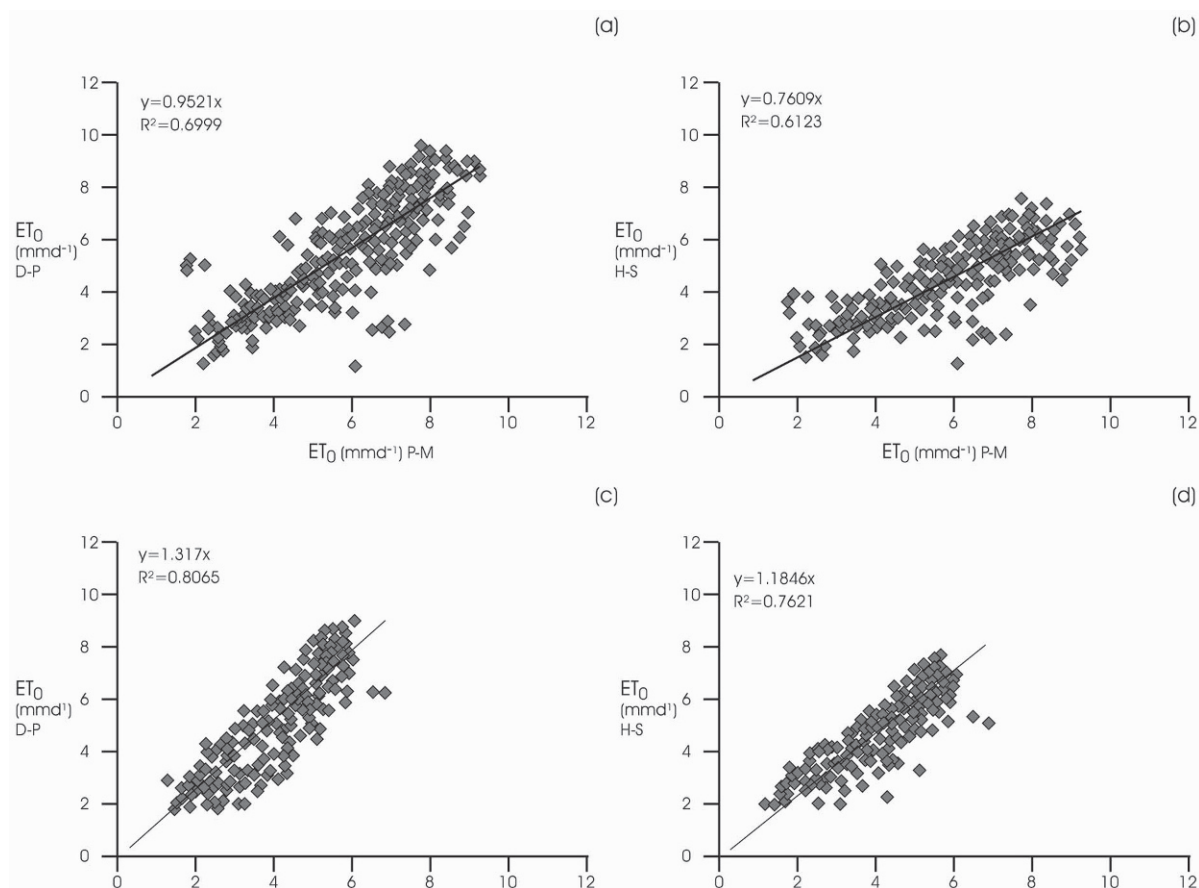 (a)
12
10
8
6
4
2
0
y=0.9521x
R²=0.6999
ET₀
(mmd⁻¹)
D-P
0 2 4 6 8 10 12
ET₀ (mmd⁻¹) P-M
(b)
12
10
8
6
4
2
0
y=0.7609x
R²=0.6123
ET₀
(mmd⁻¹)
H-S
0 2 4 6 8 10 12
ET₀ (mmd⁻¹) P-M
(c)
12
10
8
6
4
2
0
y=1.317x
R²=0.8065
ET₀
(mmd¹)
D-P
0 2 4 6 8 10 12
(d)
12
10
8
6
4
2
0
y=1.1846x
R²=0.7621
ET₀
(mmd¹)
H-S
0 2 4 6 8 10 12